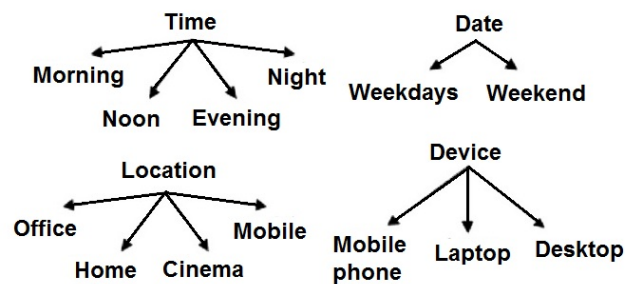 Time
Morning
Night
Noon
Evening
Date
Weekdays
Weekend
Location
Office
Mobile
Home
Cinema
Device
Mobile
phone
Laptop
Desktop